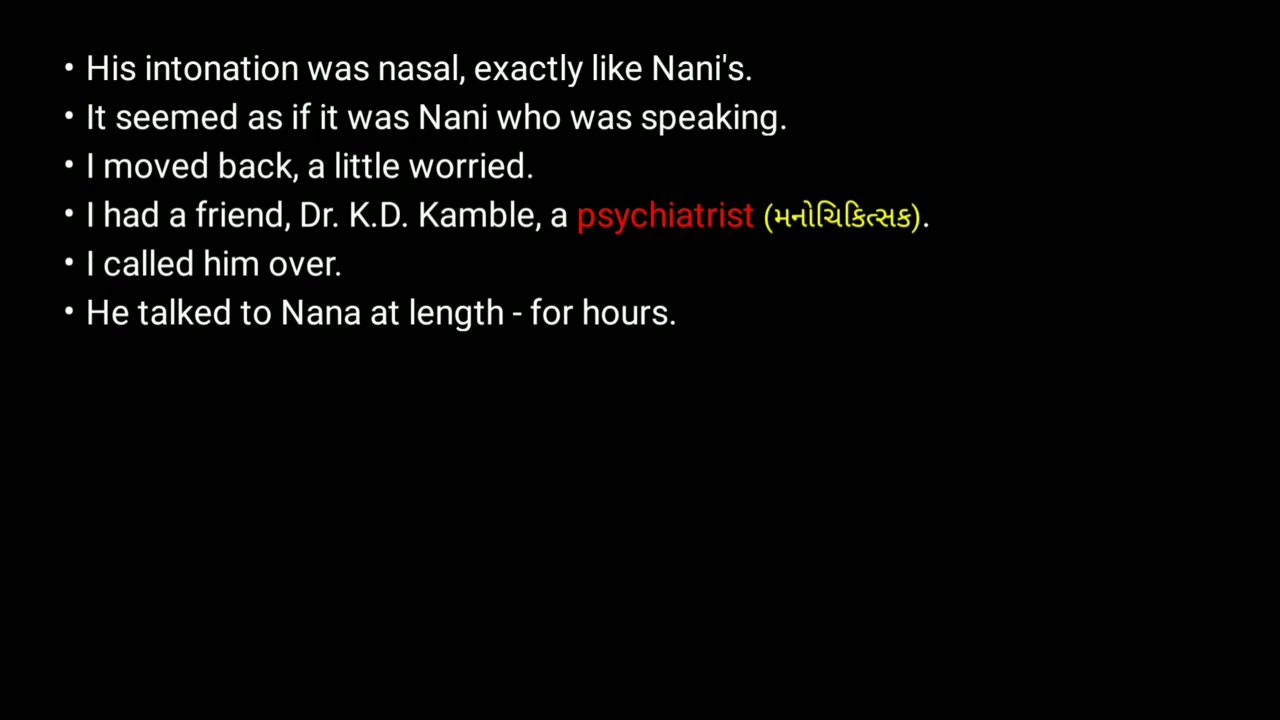 • His intonation was nasal, exactly like Nani's.
• It seemed as if it was Nani who was speaking.
• I moved back, a little worried.
• I had a friend, Dr. K.D. Kamble, a psychiatrist (મનોચિકિત્સક).
• I called him over.
• He talked to Nana at length - for hours.